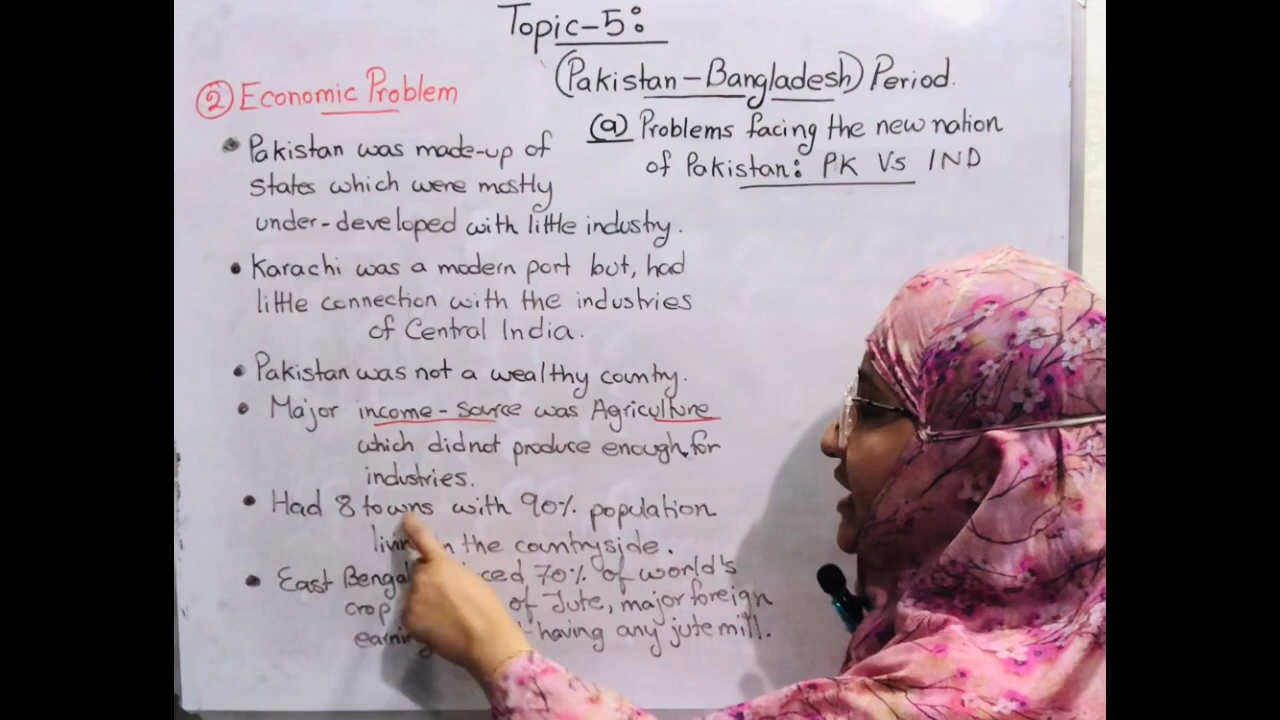 Topic-5:
(Pakistan-Bangladesh) Period.
(a) Problems facing the new nation
of Pakistan: PK Vs IND
② Economic Problem
• Pakistan was made-up of
states which were mostly
under-developed with little industry.
• Karachi was a modern port but, had
little connection with the industries
of Central India.
• Pakistan was not a wealthy country.
• Major income-source was Agriculture
which didnot produce enough for
industries.
• Had 8 towns with 90% population
in the countryside.
• East Bengal 70% of world's
crop of Jute, major foreign
having any jute mill.